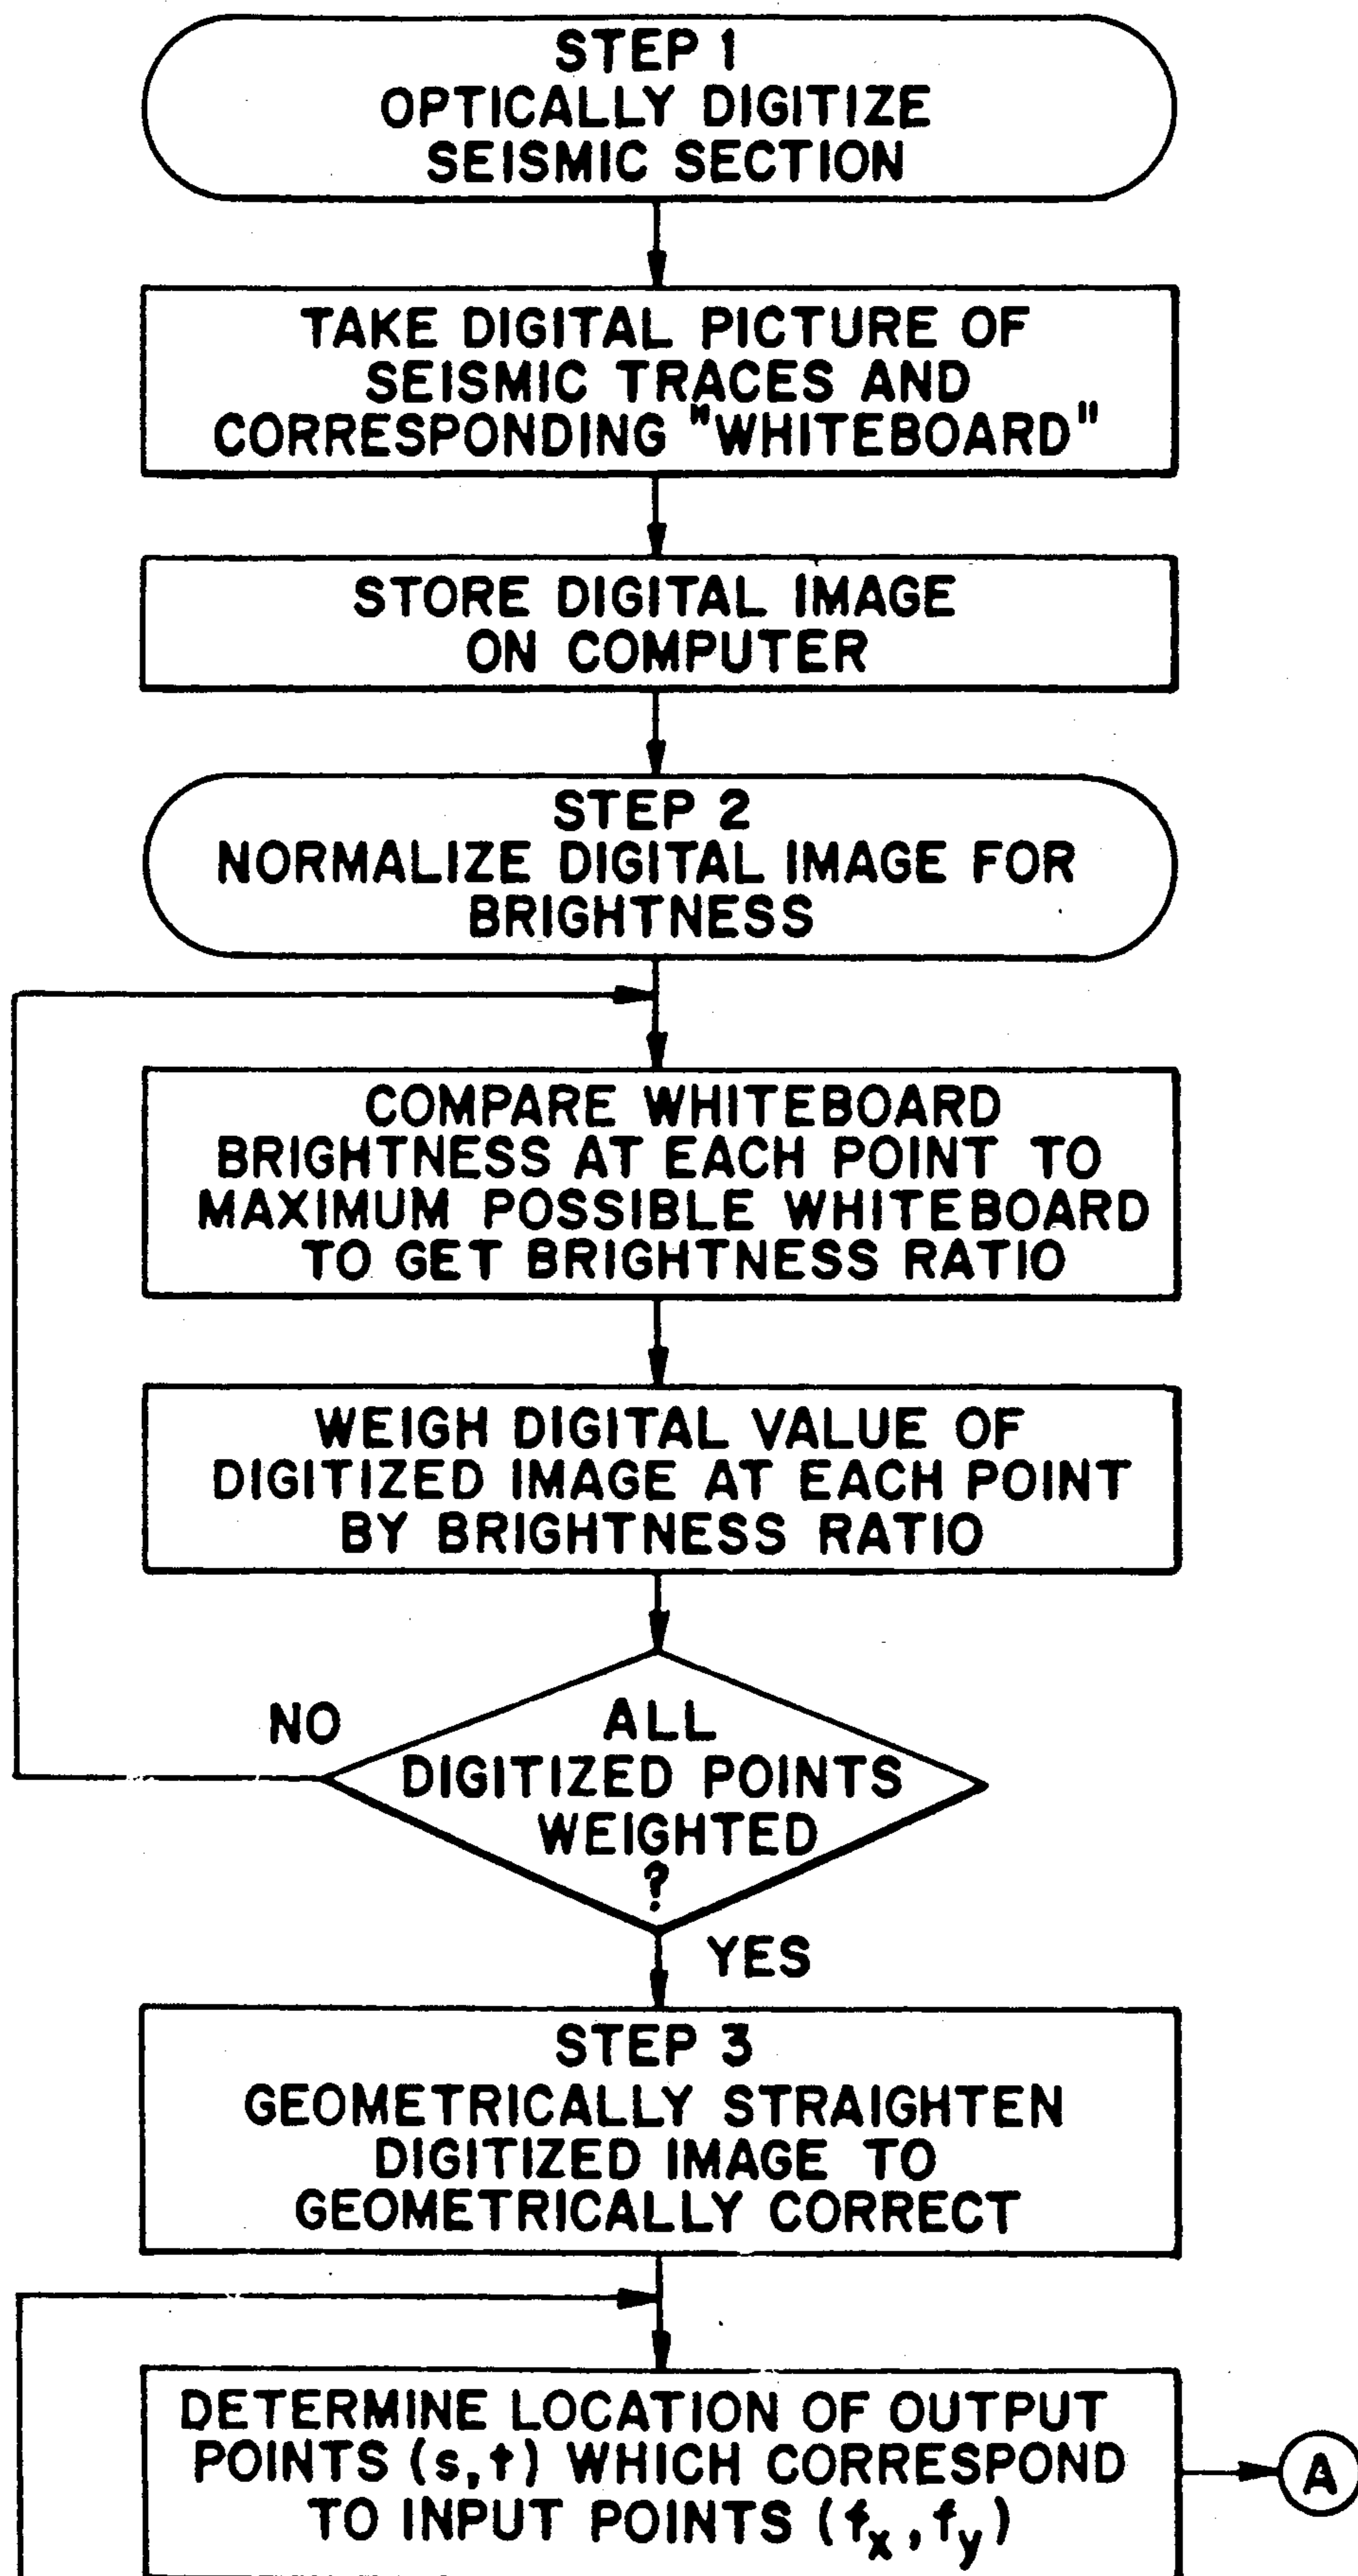 STEP 1
OPTICALLY DIGITIZE
SEISMIC SECTION
TAKE DIGITAL PICTURE OF
SEISMIC TRACES AND
CORRESPONDING "WHITEBOARD"
STORE DIGITAL IMAGE
ON COMPUTER
STEP 2
NORMALIZE DIGITAL IMAGE FOR
BRIGHTNESS
COMPARE WHITEBOARD
BRIGHTNESS AT EACH POINT TO
MAXIMUM POSSIBLE WHITEBOARD
TO GET BRIGHTNESS RATIO
WEIGH DIGITAL VALUE OF
DIGITIZED IMAGE AT EACH POINT
BY BRIGHTNESS RATIO
NO
ALL
DIGITIZED POINTS
WEIGHTED
?
YES
STEP 3
GEOMETRICALLY STRAIGHTEN
DIGITIZED IMAGE TO
GEOMETRICALLY CORRECT
DETERMINE LOCATION OF OUTPUT
POINTS (s,t) WHICH CORRESPOND
TO INPUT POINTS (fx, fy)
A